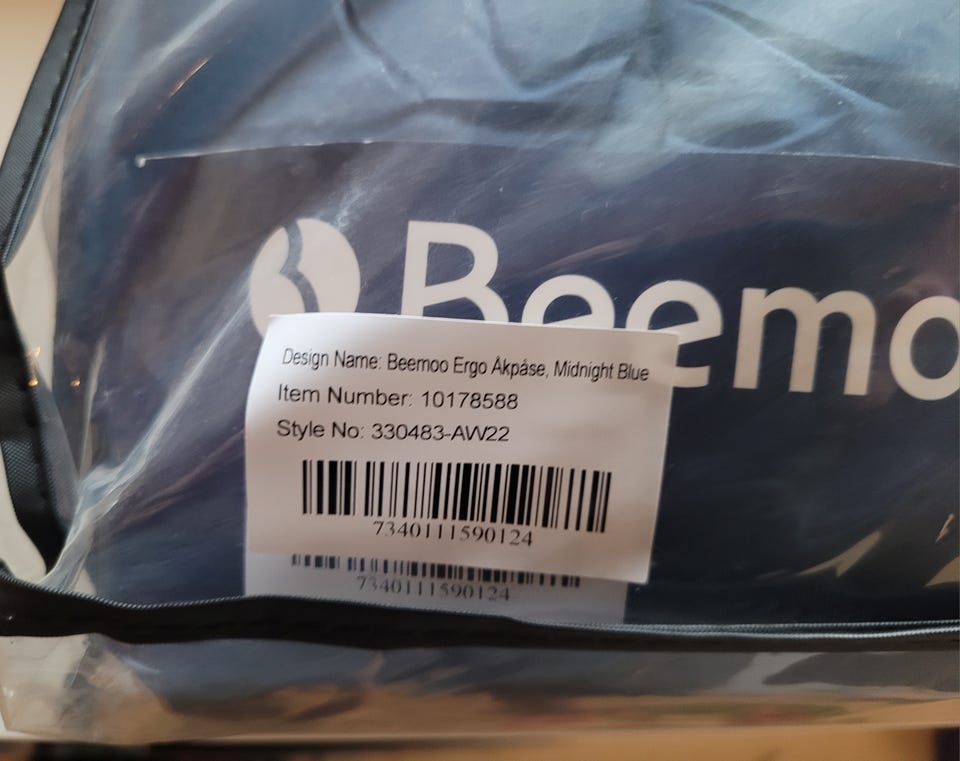 Beemo
Design Name: Beemoo Ergo Åkpåse, Midnight Blue
Item Number: 10178588
Style No: 330483-AW22
7340111590124
7340111590124